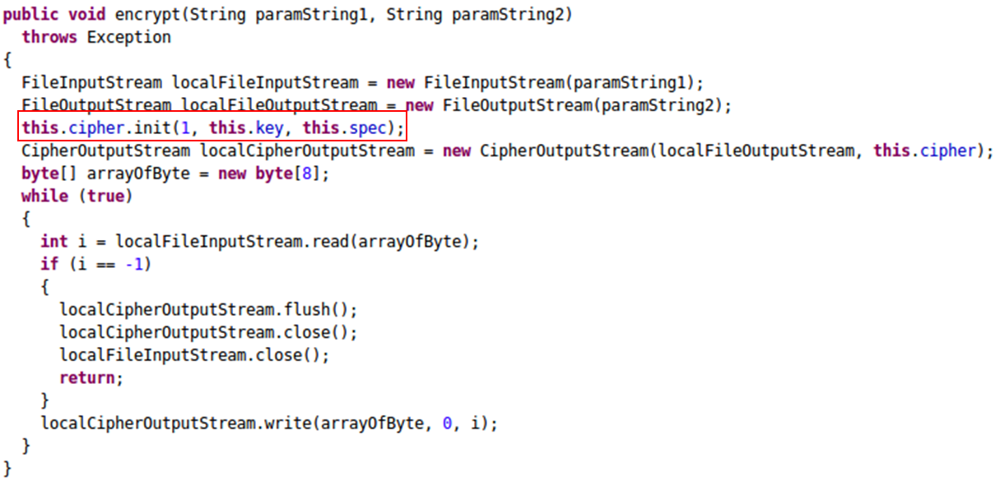 public void encrypt(String paramString1, String paramString2)
  throws Exception
{
  FileInputStream localFileInputStream = new FileInputStream(paramString1);
  FileOutputStream localFileOutputStream = new FileOutputStream(paramString2);
  this.cipher.init(1, this.key, this.spec);
  CipherOutputStream localCipherOutputStream = new CipherOutputStream(localFileOutputStream, this.cipher);
  byte[] arrayOfByte = new byte[8];
  while (true)
  {
    int i = localFileInputStream.read(arrayOfByte);
    if (i == -1)
    {
      localCipherOutputStream.flush();
      localCipherOutputStream.close();
      localFileInputStream.close();
      return;
    }
    localCipherOutputStream.write(arrayOfByte, 0, i);
  }
}